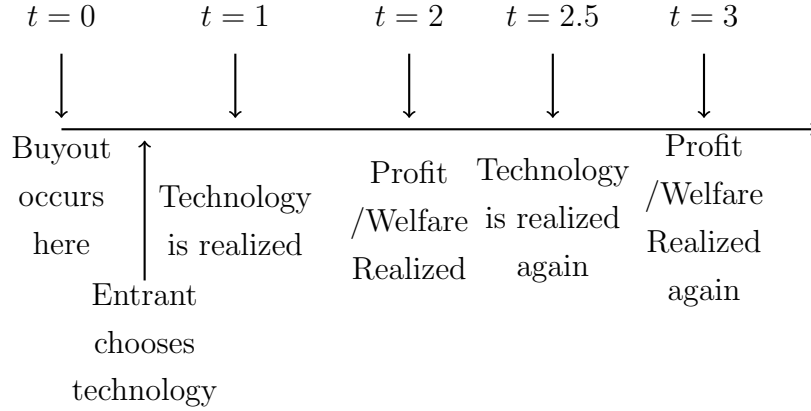 t = 0
t = 1
t = 2
t = 2.5
t = 3
Buyout
occurs
here
Entrant
chooses
technology
Technology
is realized
Profit
/Welfare
Realized
Technology
is realized
again
Profit
/Welfare
Realized
again